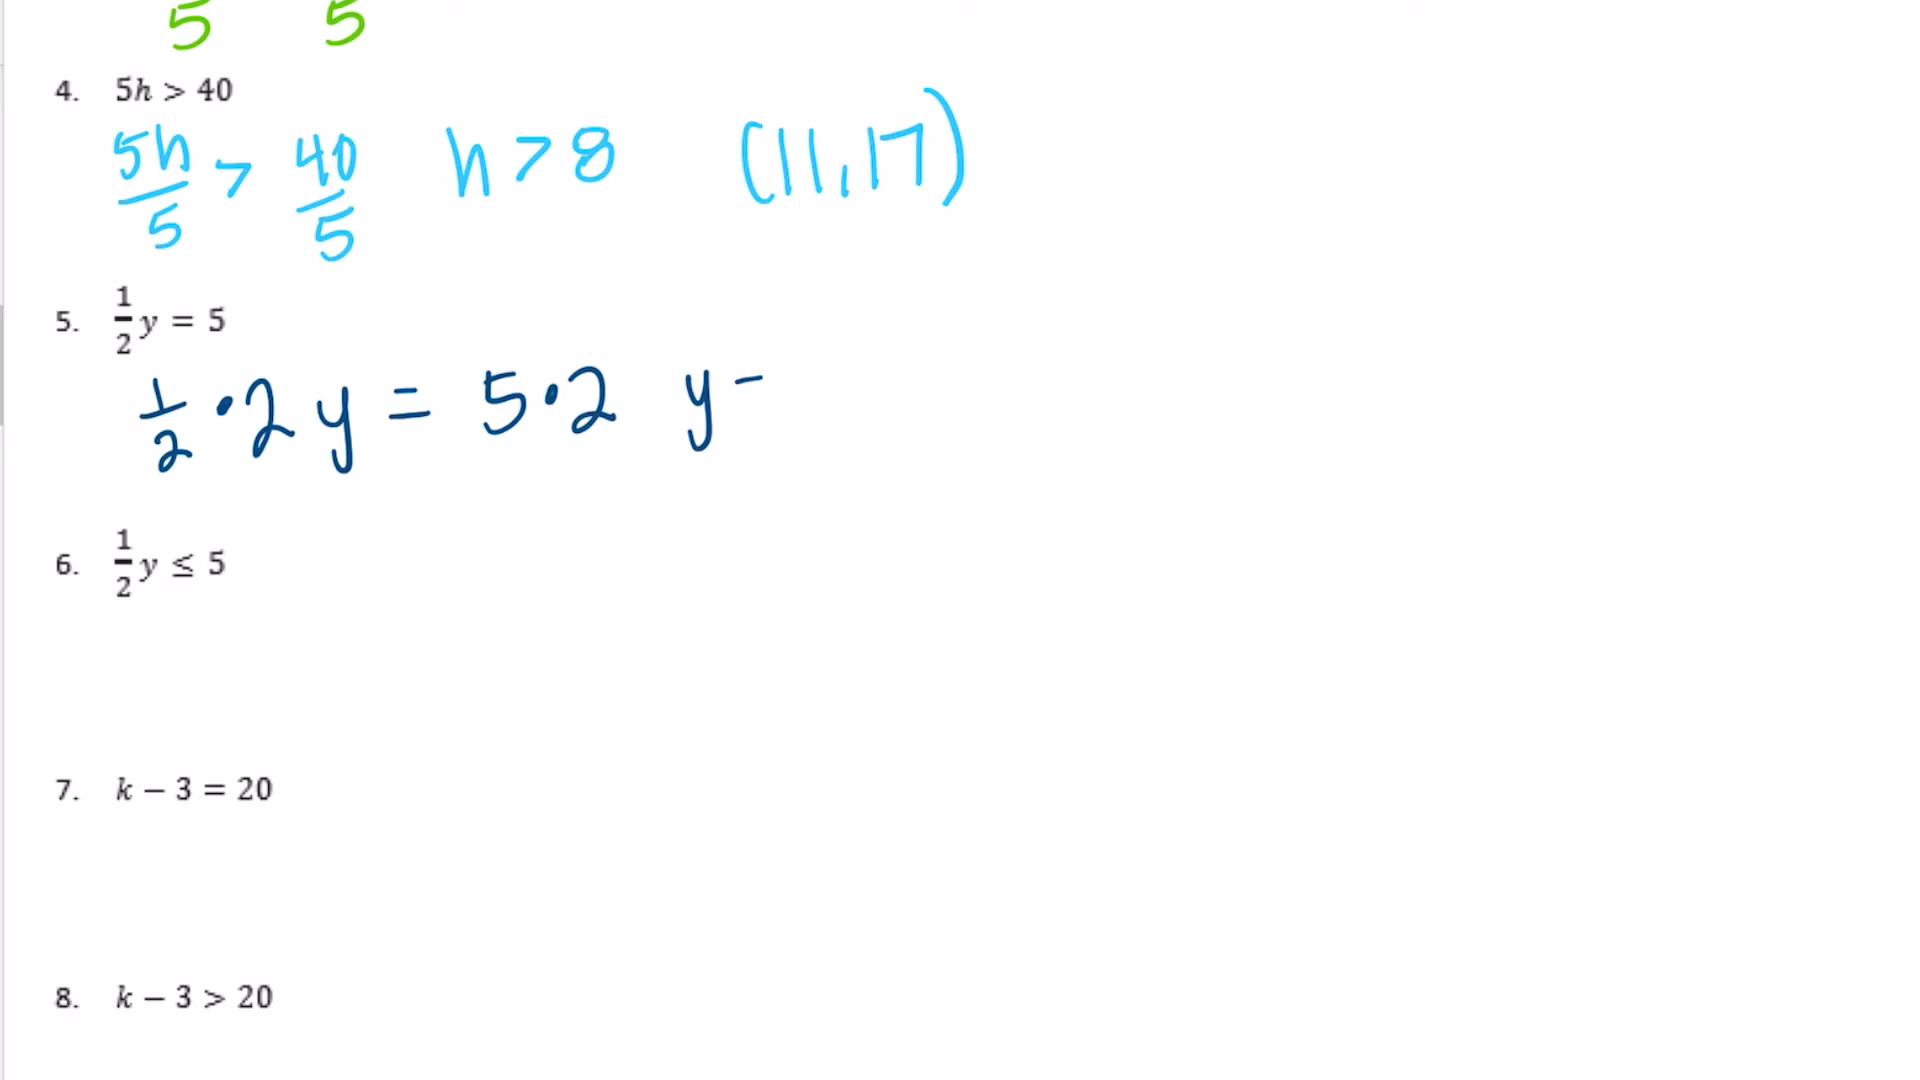 5 5
4. 5h > 40
5h/5 > 40/5 h > 8 (11,17)
5. 1/2 y = 5
1/2 • 2 y = 5 • 2 y -
6. 1/2 y ≤ 5
7. k − 3 = 20
8. k − 3 > 20